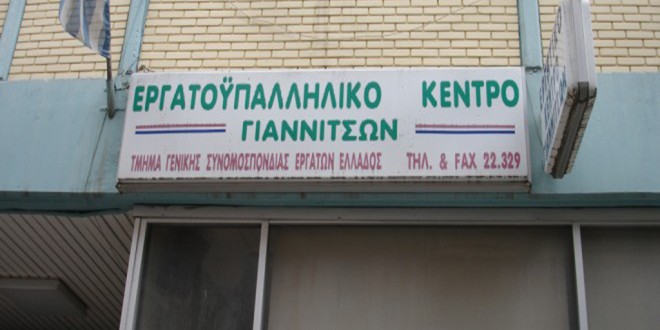 ΕΡΓΑΤΟΫΠΑΛΛΗΛΙΚΟ ΚΕΝΤΡΟ
ΓΙΑΝΝΙΤΣΩΝ
ΤΜΗΜΑ ΓΕΝΙΚΗΣ ΣΥΝΟΜΟΣΠΟΝΔΙΑΣ ΕΡΓΑΤΩΝ ΕΛΛΑΔΟΣ ΤΗΛ. & FAX 22.329